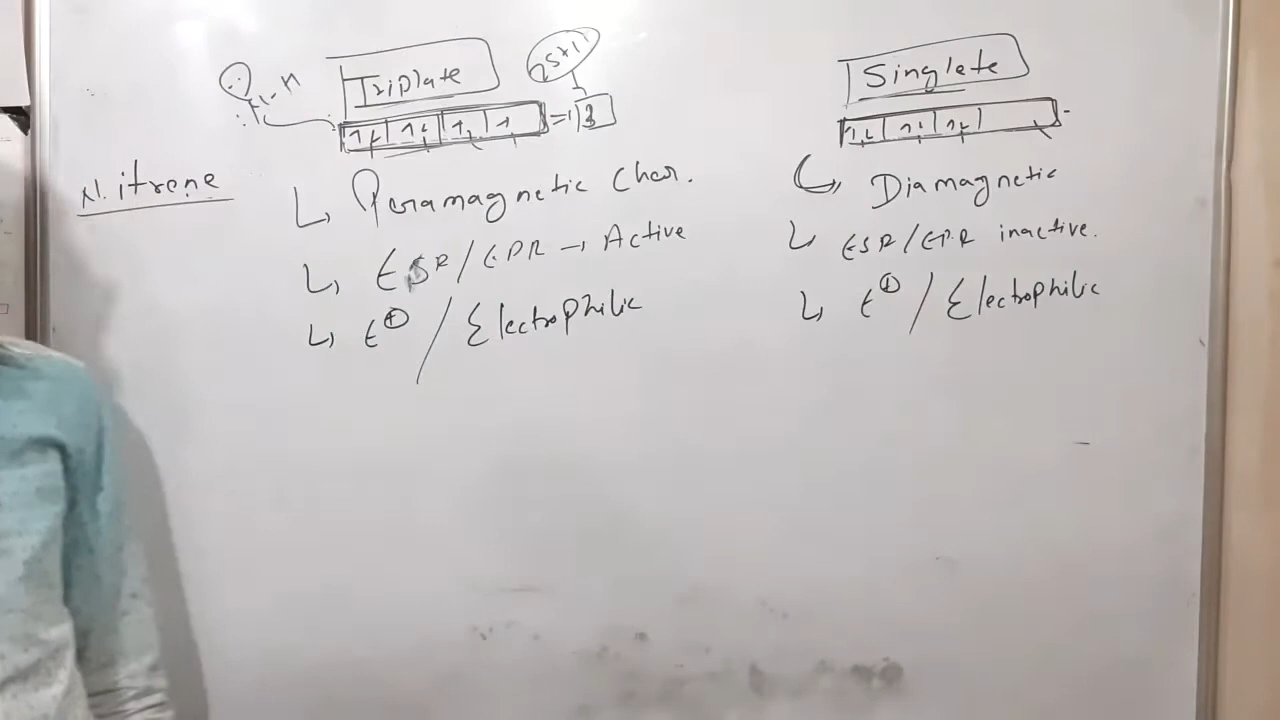 Triplate
2S+1
Singlete
= 3
Nitrene
Paramagnetic Char.
Diamagnetic
ESR/EPR → Active
ESR/EPR inactive.
E⊕ / Electrophilic
E⊕ / Electrophilic